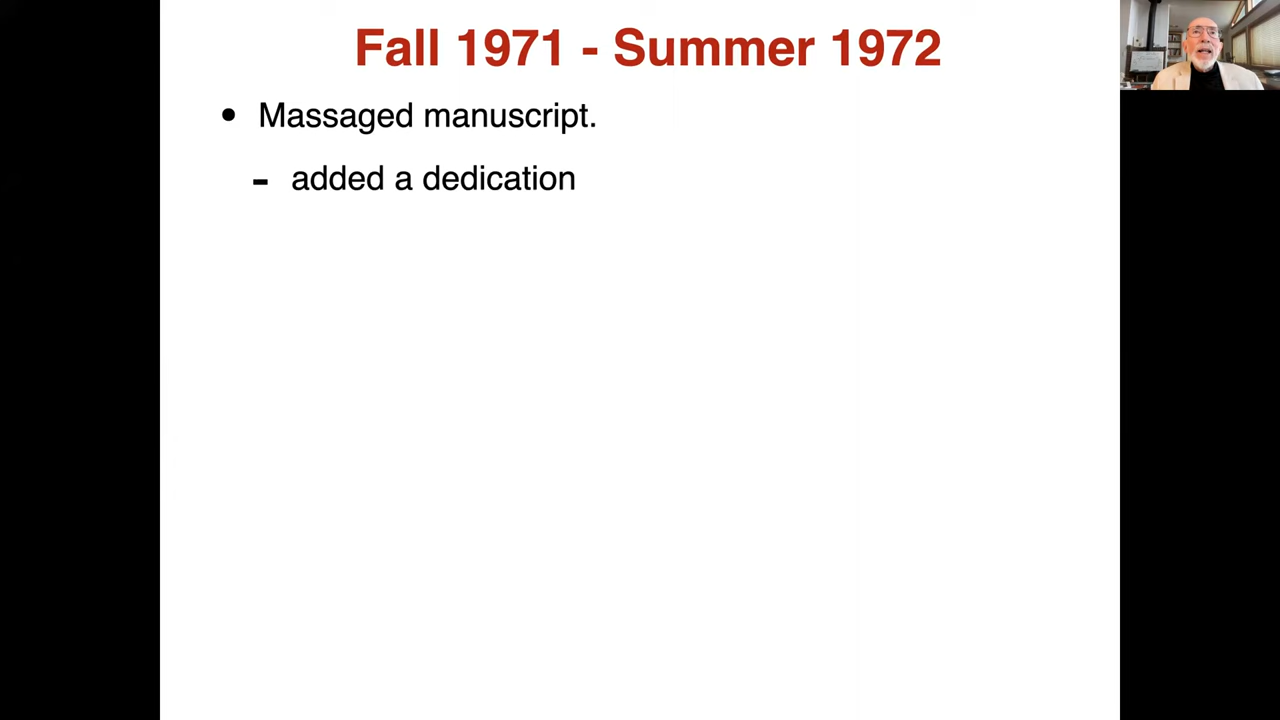 Fall 1971 - Summer 1972
• Massaged manuscript.
- added a dedication